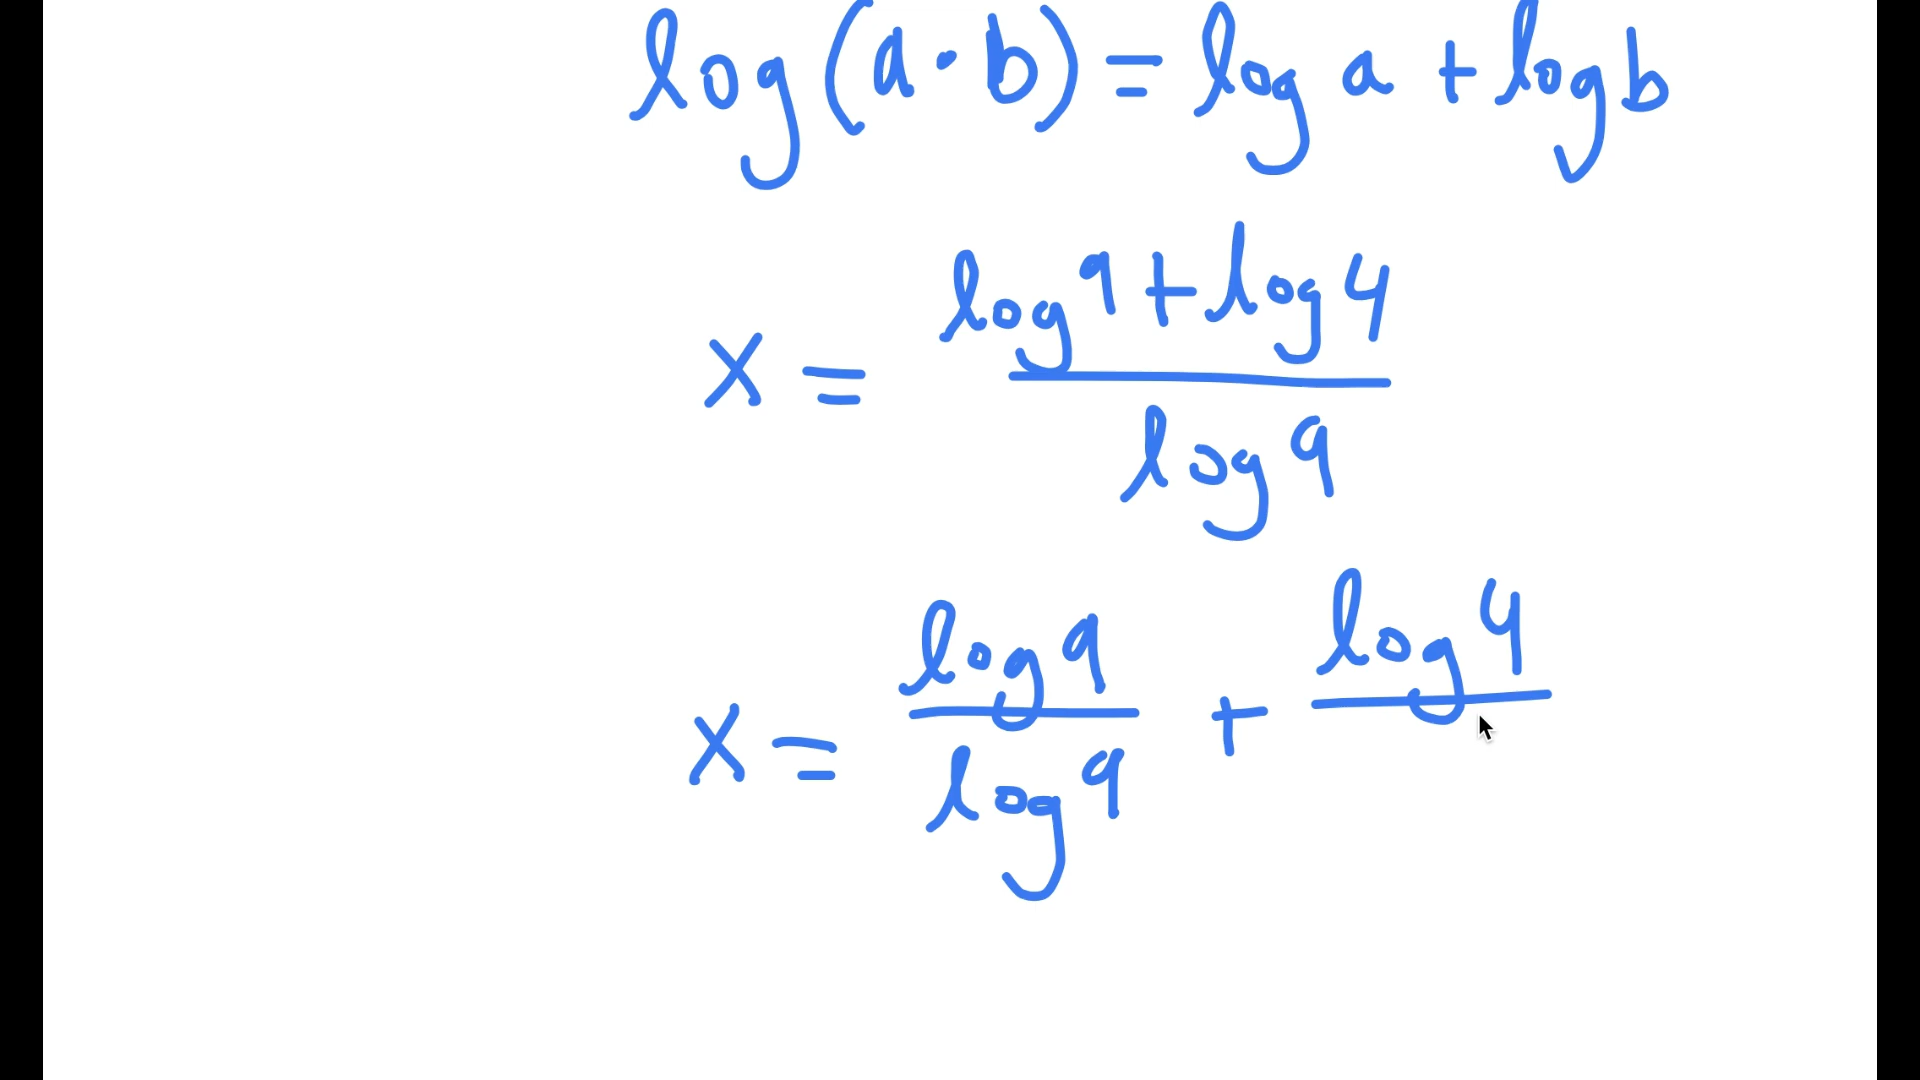 log(a·b) = log a + log b
x = (log 9 + log 4) / log 9
x = log 9 / log 9 + log 4 /